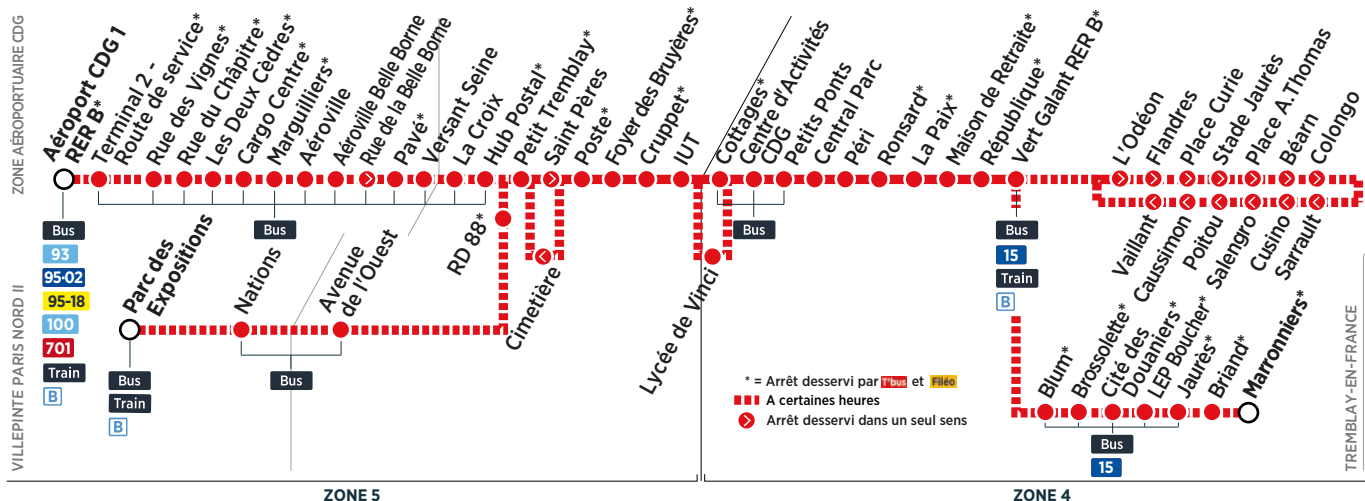 ZONE AÉROPORTUAIRE CDG
VILLEPINTE PARIS NORD II
TREMBLAY-EN-FRANCE
Aéroport CDG 1
RER B*
Terminal 2 -
Route de service*
Rue des Vignes*
Rue du Châpitre*
Les Deux Cèdres*
Cargo Centre*
Marguilliers*
Aéroville
Aéroville Belle Borne
Rue de la Belle Borne
Pavé*
Versant Seine
La Croix
Hub Postal*
Petit Tremblay*
Saint Pères
Poste*
Foyer des Bruyères*
Cruppet*
IUT
Cottages*
Centre d'Activités
CDG
Petits Ponts
Central Parc
Péri
Ronsard*
La Paix*
Maison de Retraite*
République*
Vert Galant RER B*
L'Odéon
Flandres
Place Curie
Stade Jaurès
Place A.Thomas
Béarn
Colongo
Vaillant
Caussimon
Poitou
Salengro
Cusino
Sarrault
Bus
93
95-02
95-18
100
701
Train
B
Bus
Parc des
Expositions
Bus
Train
B
Nations
Avenue
de l'Ouest
Bus
RD 88*
Cimetière
Lycée de Vinci
Bus
Bus
15
Train
B
Blum*
Brossolette*
Cité des
Douaniers*
LEP Boucher*
Jaurès*
Briand*
Marronniers*
Bus
15
* = Arrêt desservi par T'bus et Filéo
A certaines heures
Arrêt desservi dans un seul sens
ZONE 5
ZONE 4